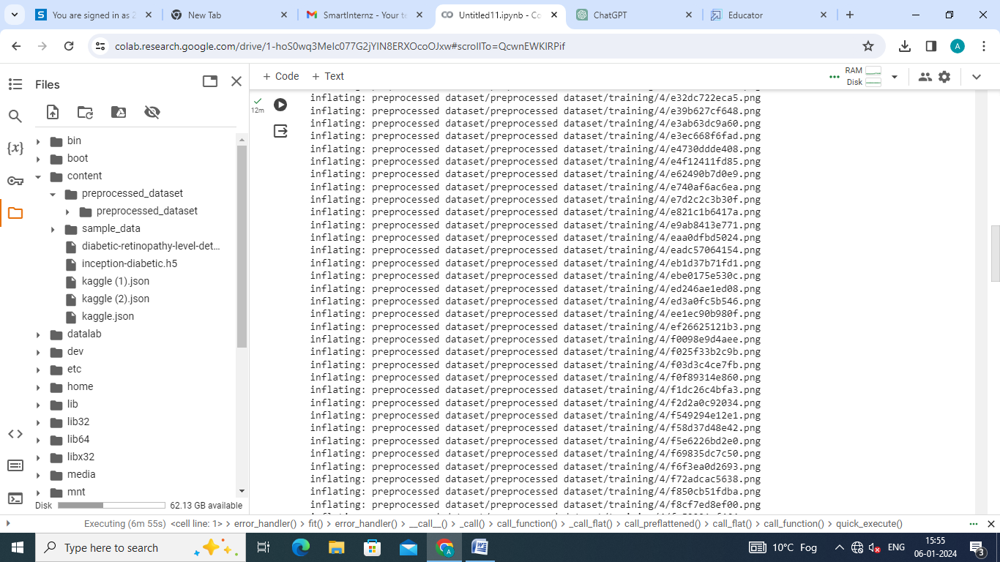 You are signed in as 2
New Tab
SmartInternz - Your te
Untitled11.ipynb - Co
ChatGPT
Educator
colab.research.google.com/drive/1-hoS0wq3MeIc077G2jYIN8ERXOcoOJxw#scrollTo=QcwnEWKlRPif
A
Files
+ Code + Text
RAM
Disk
12m
{x}
bin
boot
content
preprocessed_dataset
preprocessed_dataset
sample_data
diabetic-retinopathy-level-det...
inception-diabetic.h5
kaggle (1).json
kaggle (2).json
kaggle.json
datalab
dev
etc
home
lib
lib32
lib64
libx32
media
mnt
Disk 62.13 GB available
inflating: preprocessed dataset/preprocessed dataset/training/4/e32dc722eca5.png
inflating: preprocessed dataset/preprocessed dataset/training/4/e39b627cf648.png
inflating: preprocessed dataset/preprocessed dataset/training/4/e3ab63dc9a60.png
inflating: preprocessed dataset/preprocessed dataset/training/4/e3ec668f6fad.png
inflating: preprocessed dataset/preprocessed dataset/training/4/e4730ddde408.png
inflating: preprocessed dataset/preprocessed dataset/training/4/e4f12411fd85.png
inflating: preprocessed dataset/preprocessed dataset/training/4/e62490b7d0e9.png
inflating: preprocessed dataset/preprocessed dataset/training/4/e740af6ac6ea.png
inflating: preprocessed dataset/preprocessed dataset/training/4/e7d2c2c3b30f.png
inflating: preprocessed dataset/preprocessed dataset/training/4/e821c1b6417a.png
inflating: preprocessed dataset/preprocessed dataset/training/4/e9ab8413e771.png
inflating: preprocessed dataset/preprocessed dataset/training/4/eaa0dfbd5024.png
inflating: preprocessed dataset/preprocessed dataset/training/4/eadc57064154.png
inflating: preprocessed dataset/preprocessed dataset/training/4/eb1d37b71fd1.png
inflating: preprocessed dataset/preprocessed dataset/training/4/ebe0175e530c.png
inflating: preprocessed dataset/preprocessed dataset/training/4/ed246ae1ed08.png
inflating: preprocessed dataset/preprocessed dataset/training/4/ed3a0fc5b546.png
inflating: preprocessed dataset/preprocessed dataset/training/4/ee1ec90b980f.png
inflating: preprocessed dataset/preprocessed dataset/training/4/ef26625121b3.png
inflating: preprocessed dataset/preprocessed dataset/training/4/f0098e9d4aee.png
inflating: preprocessed dataset/preprocessed dataset/training/4/f025f33b2c9b.png
inflating: preprocessed dataset/preprocessed dataset/training/4/f03d3c4ce7fb.png
inflating: preprocessed dataset/preprocessed dataset/training/4/f0f89314e860.png
inflating: preprocessed dataset/preprocessed dataset/training/4/f1dc26c4bfa3.png
inflating: preprocessed dataset/preprocessed dataset/training/4/f2d2a0c92034.png
inflating: preprocessed dataset/preprocessed dataset/training/4/f549294e12e1.png
inflating: preprocessed dataset/preprocessed dataset/training/4/f58d37d48e42.png
inflating: preprocessed dataset/preprocessed dataset/training/4/f5e6226bd2e0.png
inflating: preprocessed dataset/preprocessed dataset/training/4/f69835dc7c50.png
inflating: preprocessed dataset/preprocessed dataset/training/4/f6f3ea0d2693.png
inflating: preprocessed dataset/preprocessed dataset/training/4/f72adcac5638.png
inflating: preprocessed dataset/preprocessed dataset/training/4/f850cb51fdba.png
inflating: preprocessed dataset/preprocessed dataset/training/4/f8cf7ed8ef00.png
Executing (6m 55s) <cell line: 1> > error_handler() > fit() > error_handler() > __call__() > _call() > call_function() > _call_flat() > call_preflattened() > call_flat() > call_function() > quick_execute()
Type here to search
10°C Fog
ENG
15:55
06-01-2024
3